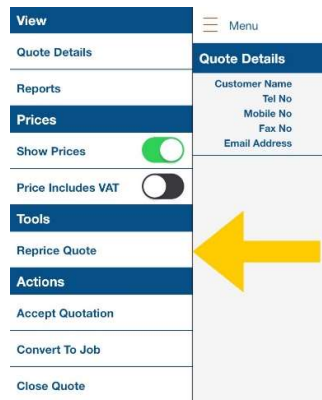 View
Quote Details
Reports
Prices
Show Prices
Price Includes VAT
Tools
Reprice Quote
Actions
Accept Quotation
Convert To Job
Close Quote
Menu
Quote Details
Customer Name
Tel No
Mobile No
Fax No
Email Address